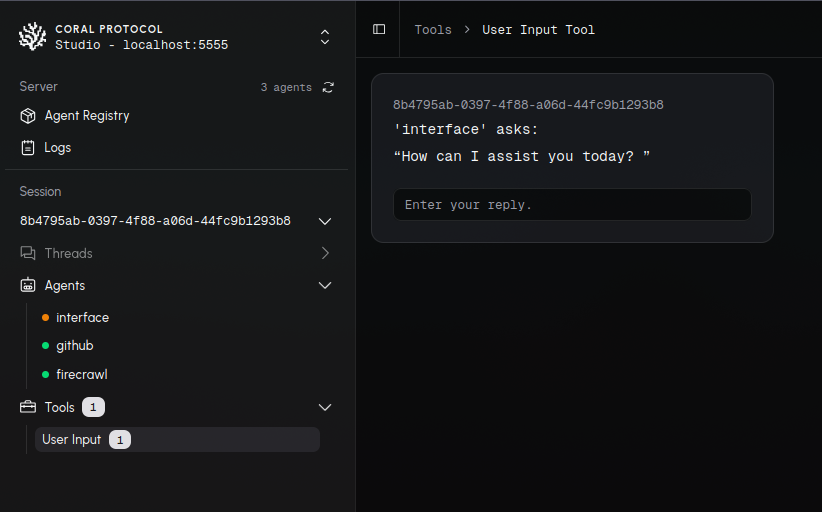 CORAL PROTOCOL
Studio - localhost:5555
Server
3 agents
Agent Registry
Logs
Session
8b4795ab-0397-4f88-a06d-44fc9b1293b8
Threads
Agents
interface
github
firecrawl
Tools 1
User Input 1
Tools > User Input Tool
8b4795ab-0397-4f88-a06d-44fc9b1293b8
'interface' asks:
“How can I assist you today? ”
Enter your reply.